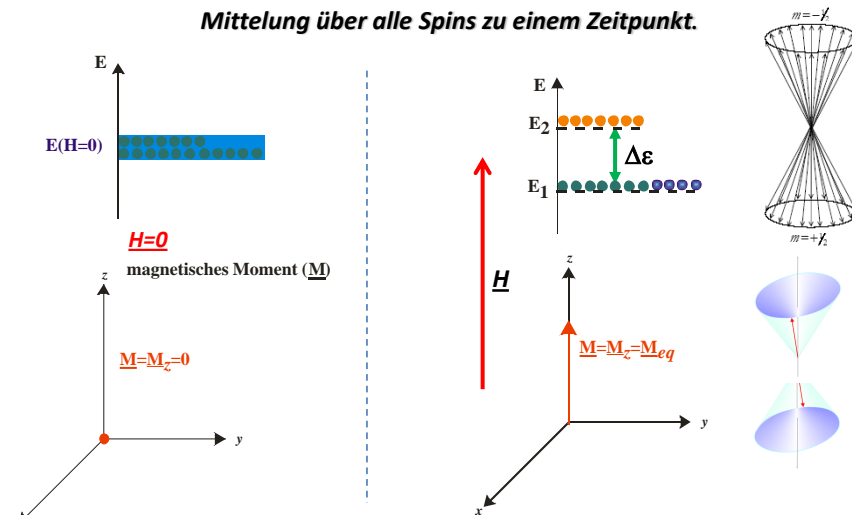 Mittelung über alle Spins zu einem Zeitpunkt.
E
E(H=0)
H=0
magnetisches Moment (M)
z
M=Mz=0
y
E
E2
Δε
E1
H
z
M=Mz=Meq
y
x
m=-½
m=+½